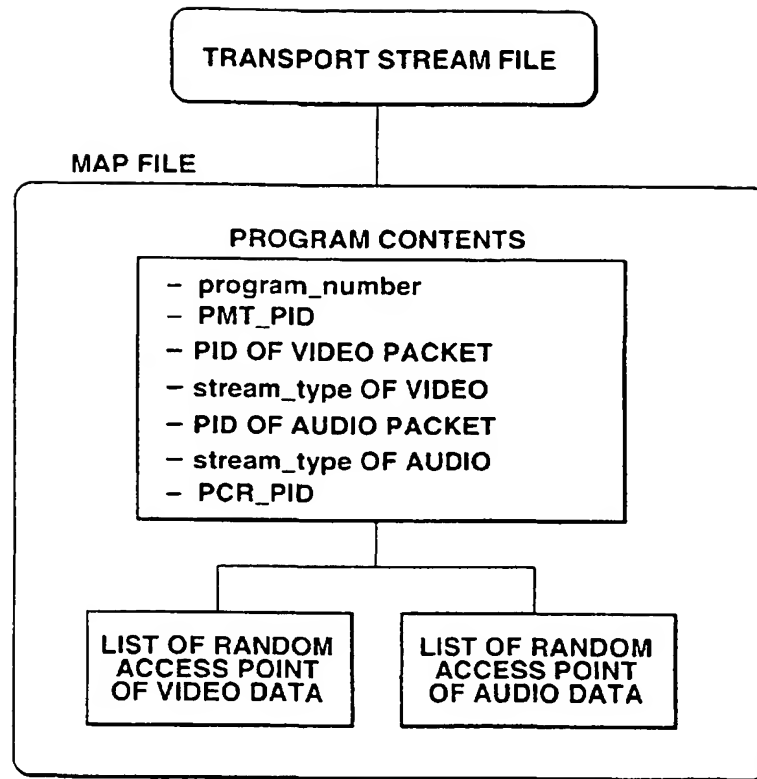 TRANSPORT STREAM FILE
MAP FILE
PROGRAM CONTENTS
– program_number
– PMT_PID
– PID OF VIDEO PACKET
– stream_type OF VIDEO
– PID OF AUDIO PACKET
– stream_type OF AUDIO
– PCR_PID
LIST OF RANDOM
ACCESS POINT
OF VIDEO DATA
LIST OF RANDOM
ACCESS POINT
OF AUDIO DATA